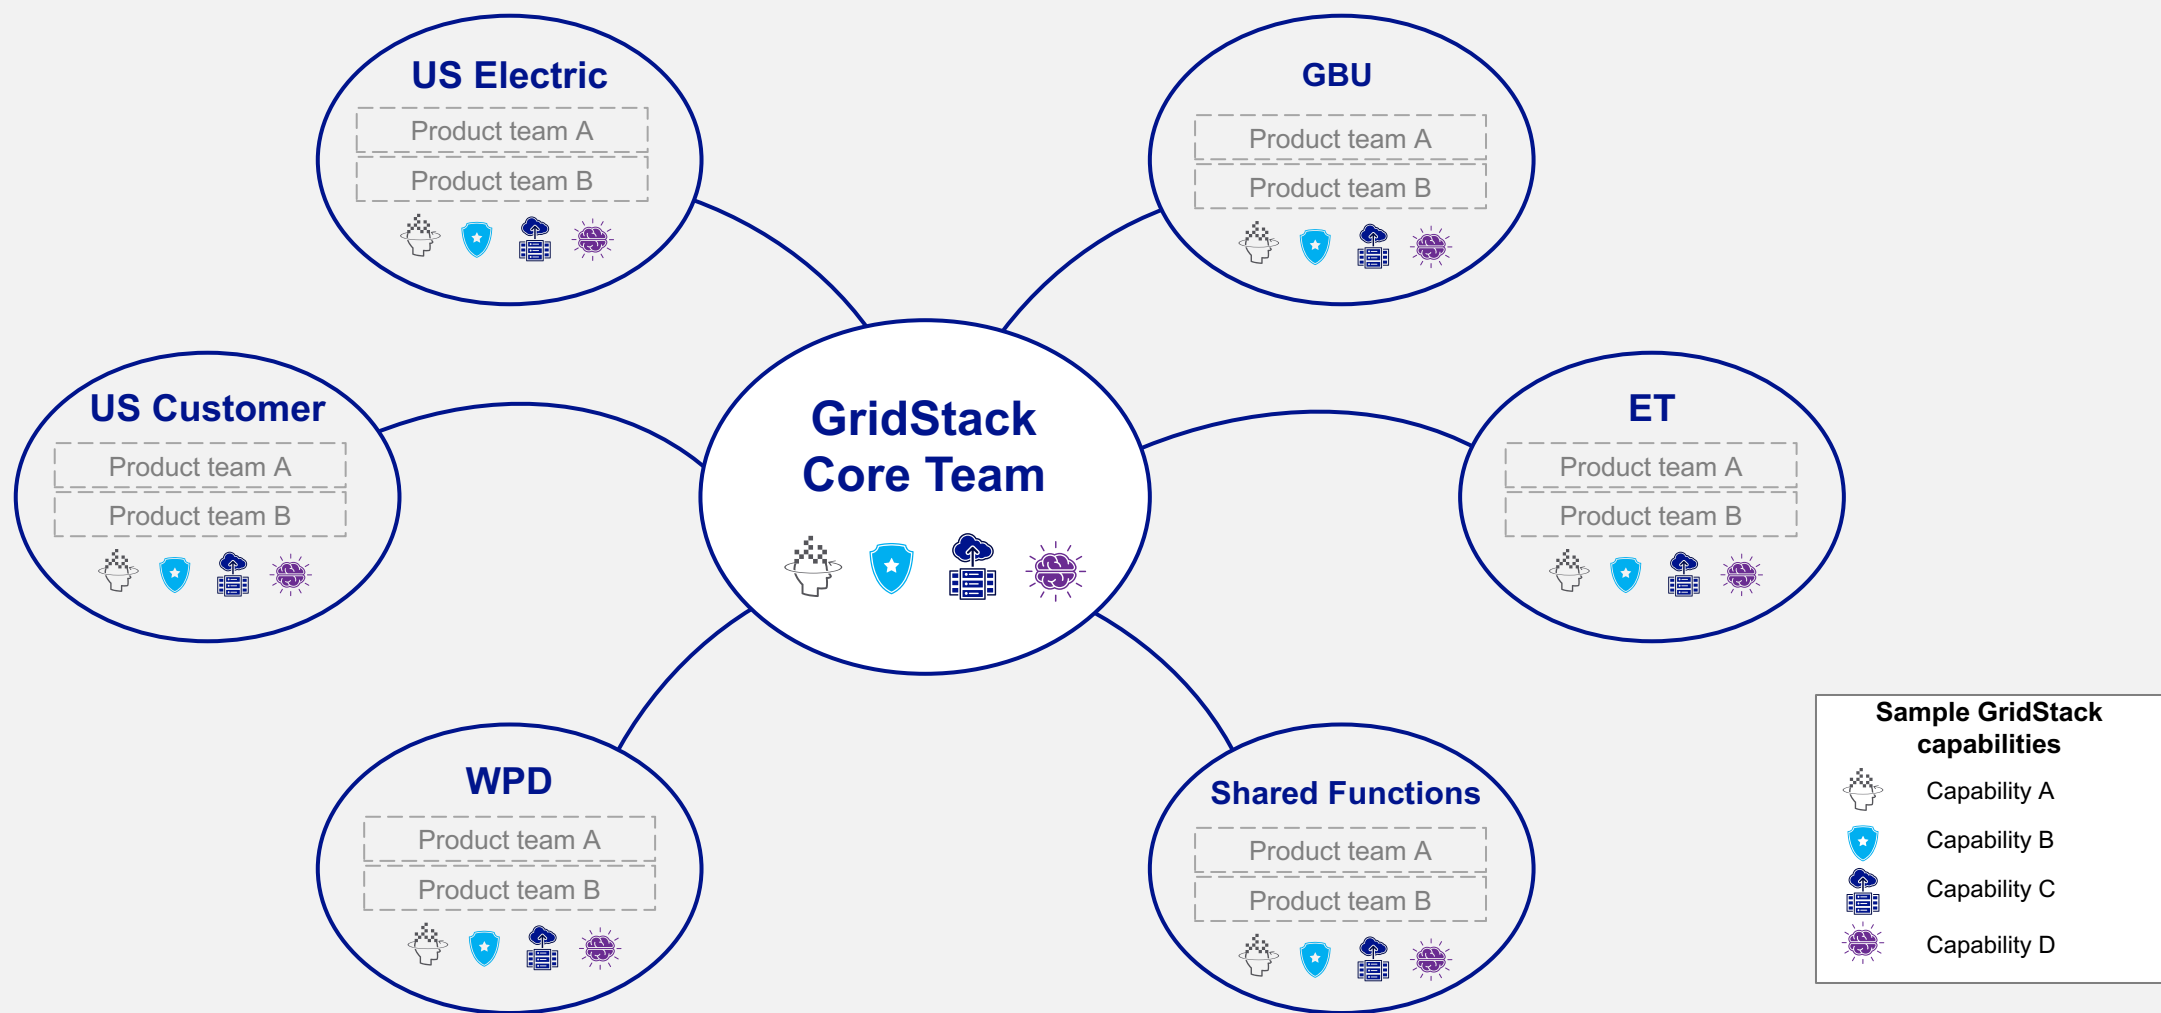 US Electric
Product team A
Product team B
GBU
Product team A
Product team B
US Customer
Product team A
Product team B
GridStack
Core Team
ET
Product team A
Product team B
WPD
Product team A
Product team B
Shared Functions
Product team A
Product team B
Sample GridStack
capabilities
Capability A
Capability B
Capability C
Capability D